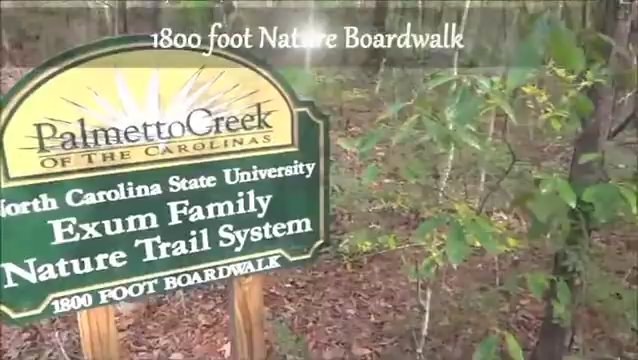 1800 foot Nature Boardwalk
PalmettoCreek
OF THE CAROLINAS
North Carolina State University
Exum Family
Nature Trail System
1800 FOOT BOARDWALK